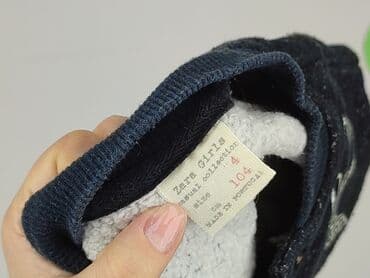 Zara Girls
casual collection
size 4
cm 104
MADE IN PORTUGAL